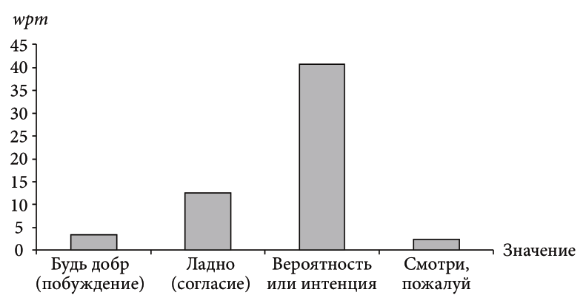 wpm
45
40
35
30
25
20
15
10
5
0
Значение
Будь добр
(побуждение)
Ладно
(согласие)
Вероятность
или интенция
Смотри,
пожалуй